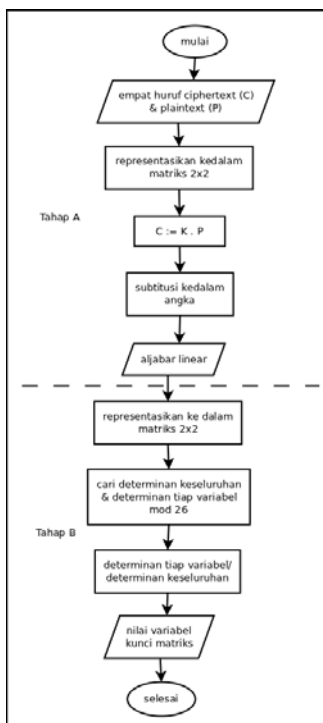 mulai
empat huruf ciphertext (C)
& plaintext (P)
representasikan kedalam
matriks 2x2
Tahap A
C := K . P
subtitusi kedalam
angka
aljabar linear
representasikan ke dalam
matriks 2x2
cari determinan keseluruhan
& determinan tiap variabel
mod 26
Tahap B
determinan tiap variabel/
determinan keseluruhan
nilai variabel
kunci matriks
selesai